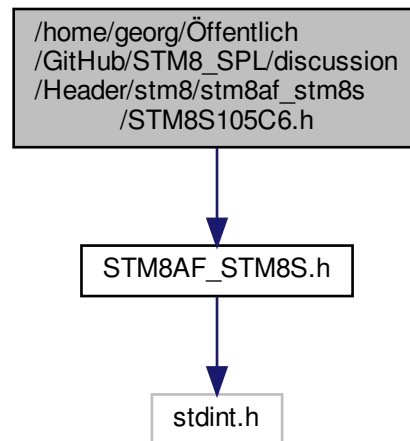 /home/georg/Öffentlich
/GitHub/STM8_SPL/discussion
/Header/stm8/stm8af_stm8s
/STM8S105C6.h
STM8AF_STM8S.h
stdint.h